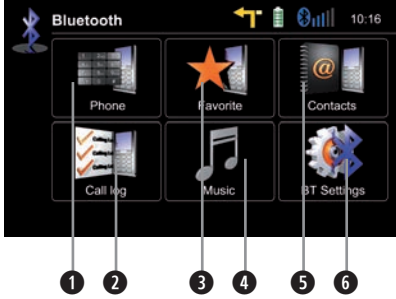 Bluetooth 10:16
Phone Favorite Contacts
Call log Music BT Settings
1 2 3 4 5 6